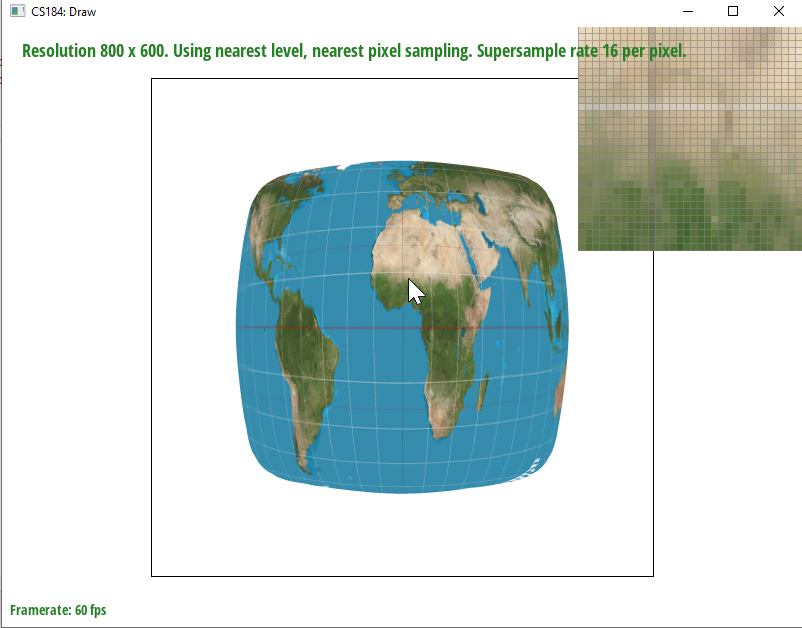 CS184: Draw
Resolution 800 x 600. Using nearest level, nearest pixel sampling. Supersample rate 16 per pixel.
Framerate: 60 fps